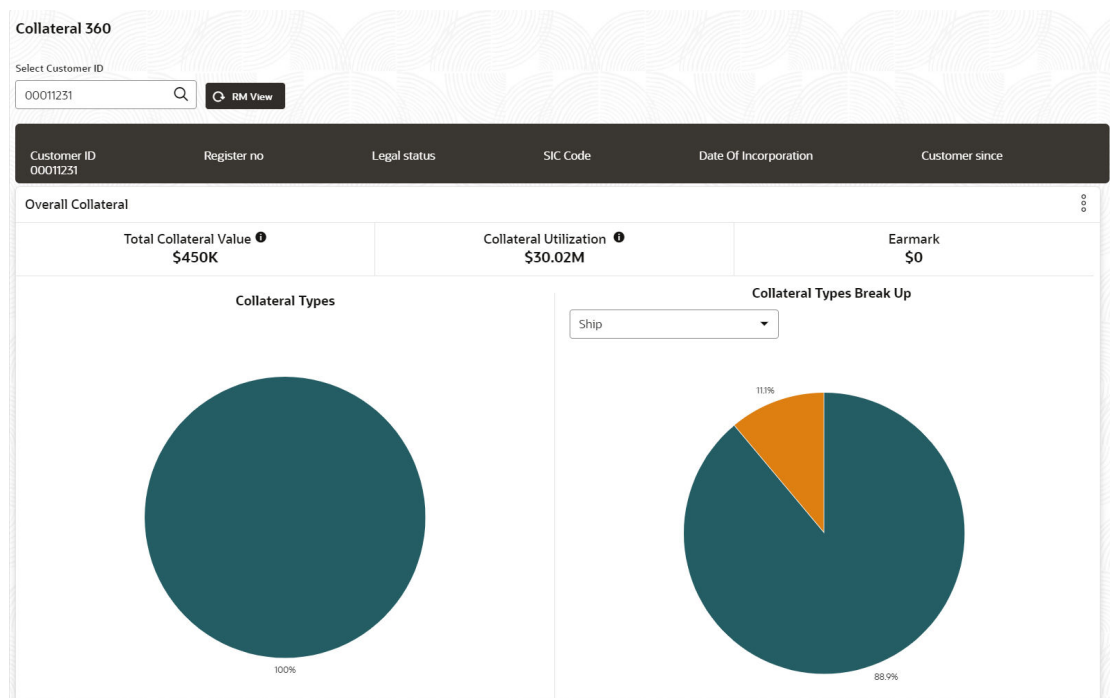 Collateral 360
Select Customer ID
00011231
RM View
Customer ID
00011231
Register no
Legal status
SIC Code
Date Of Incorporation
Customer since
Overall Collateral
Total Collateral Value
$450K
Collateral Utilization
$30.02M
Earmark
$0
Collateral Types
100%
Collateral Types Break Up
Ship
11.1%
88.9%